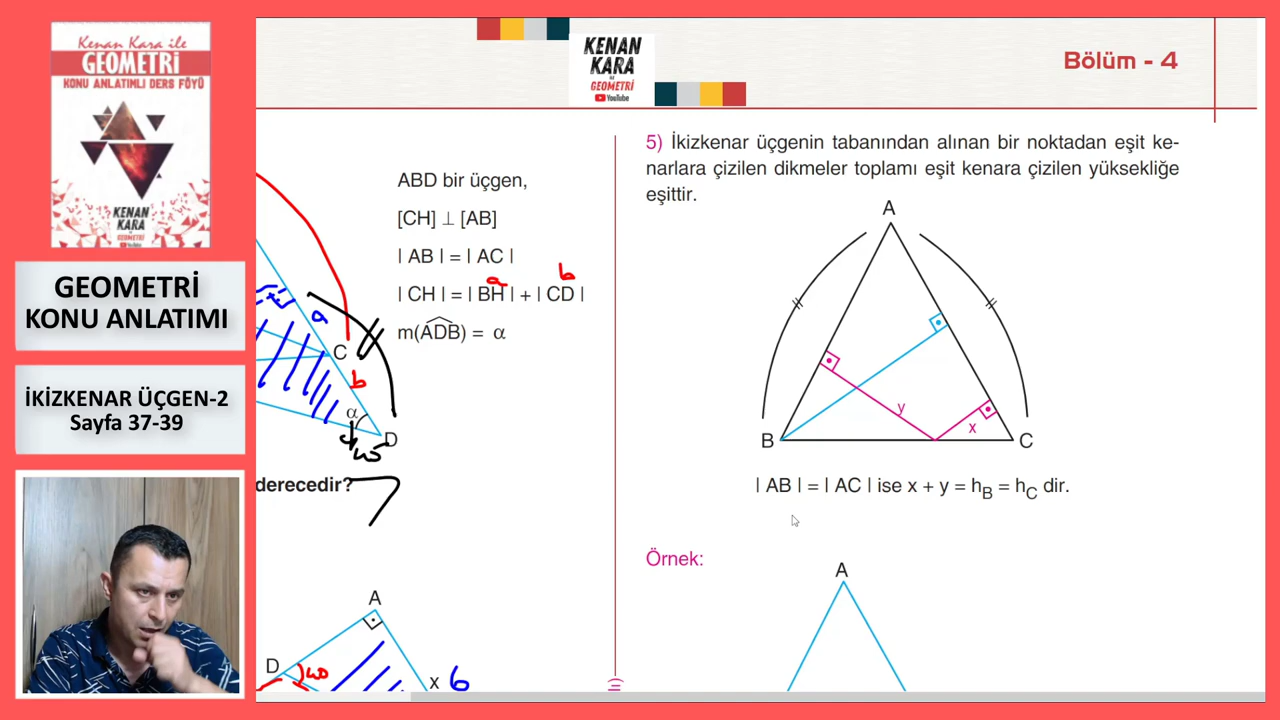 Kenan Kara ile
GEOMETRİ
KONU ANLATIMLI DERS FÖYÜ
KENAN
KARA
GEOMETRİ
KONU ANLATIMI
İKİZKENAR ÜÇGEN-2
Sayfa 37-39
KENAN
KARA
ile
GEOMETRİ
YouTube
Bölüm - 4
ABD bir üçgen,
[CH] ⊥ [AB]
| AB | = | AC |
a b
| CH | = | BH | + | CD |
m(ADB) = α
a
C
b
α
45
D
derecedir?
A
D
40
x 6
5) İkizkenar üçgenin tabanından alınan bir noktadan eşit ke-
narlara çizilen dikmeler toplamı eşit kenara çizilen yüksekliğe
eşittir.
A
y
x
B
C
| AB | = | AC | ise x + y = hB = hC dir.
Örnek:
A